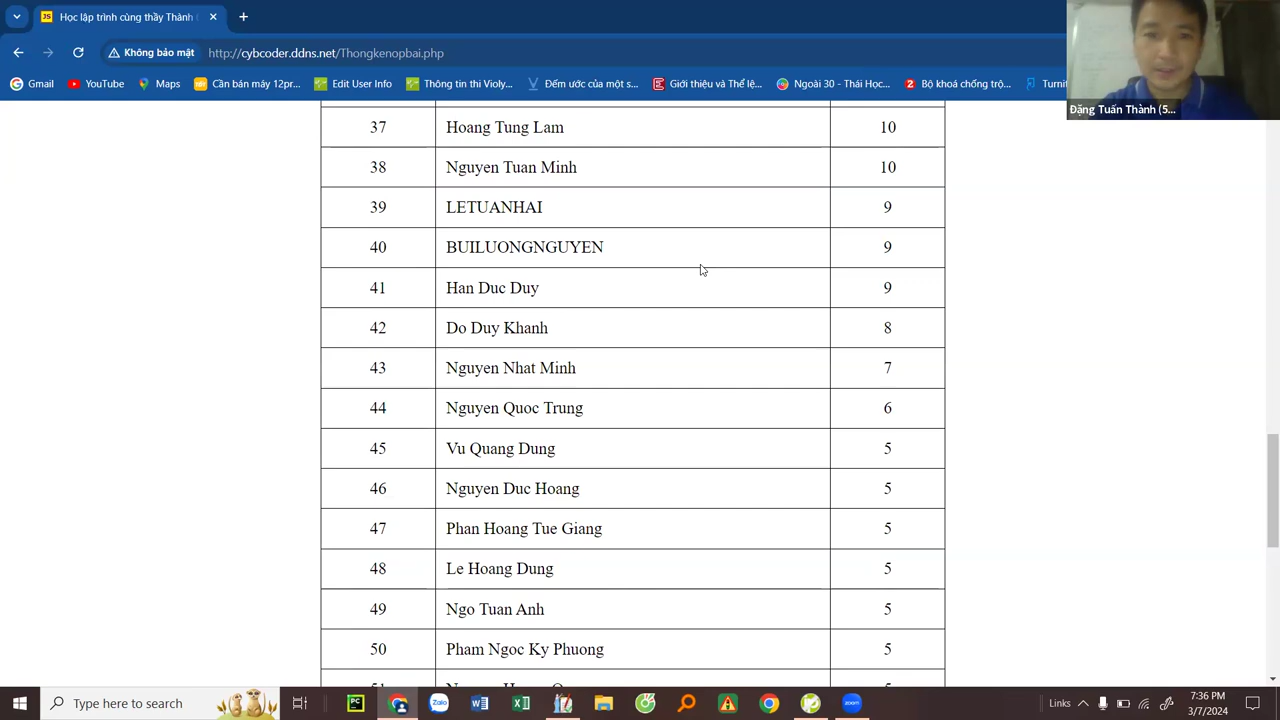 Học lập trình cùng thầy Thành (
Không bảo mật
http://cybcoder.ddns.net/Thongkenopbai.php
Gmail
YouTube
Maps
Cần bán máy 12pr...
Edit User Info
Thông tin thi Violy...
Đếm ước của một s...
Giới thiệu và Thể lệ...
Ngoài 30 - Thái Học...
Bộ khoá chống trộ...
Turnit
Đặng Tuấn Thành (5...
37 Hoang Tung Lam 10
38 Nguyen Tuan Minh 10
39 LETUANHAI 9
40 BUILUONGNGUYEN 9
41 Han Duc Duy 9
42 Do Duy Khanh 8
43 Nguyen Nhat Minh 7
44 Nguyen Quoc Trung 6
45 Vu Quang Dung 5
46 Nguyen Duc Hoang 5
47 Phan Hoang Tue Giang 5
48 Le Hoang Dung 5
49 Ngo Tuan Anh 5
50 Pham Ngoc Ky Phuong 5
Type here to search
Links
7:36 PM
3/7/2024